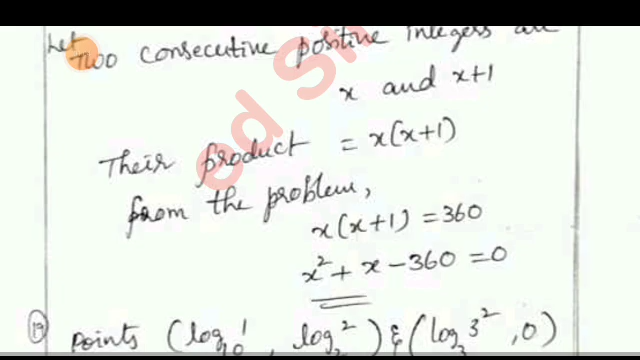 Let
Two consecutive positive integers are
x and x+1
Their product = x(x+1)
from the problem,
x(x+1) = 360
x² + x - 360 = 0
19 Points (log₁₀ 1, log₂ 2) & (log₃ 3², 0)
ed